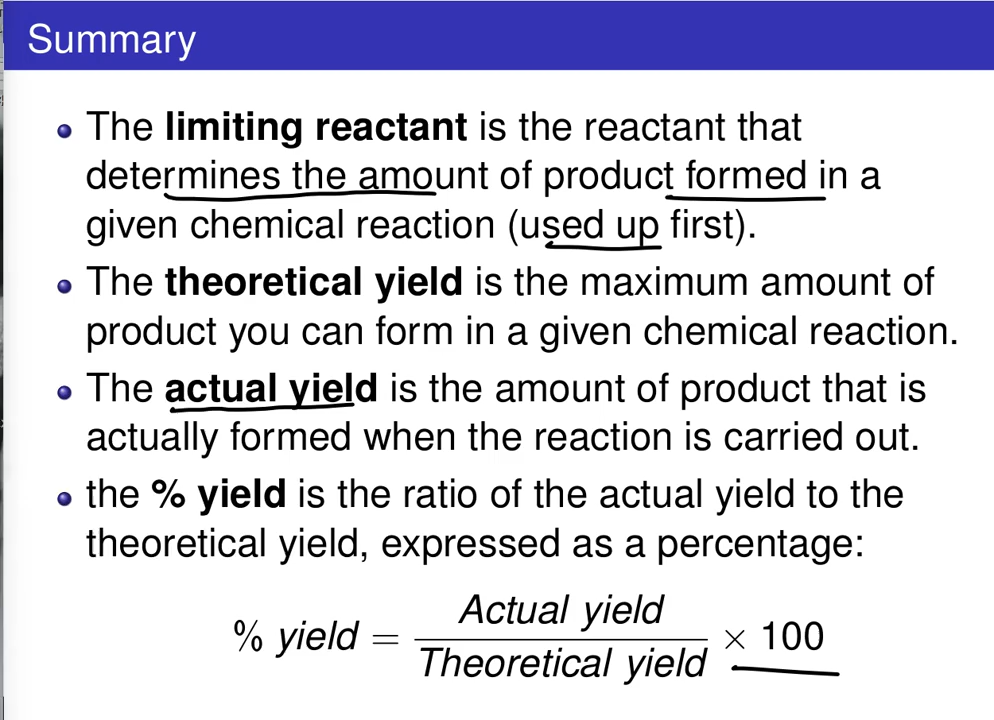 Summary
The limiting reactant is the reactant that
determines the amount of product formed in a
given chemical reaction (used up first).
The theoretical yield is the maximum amount of
product you can form in a given chemical reaction.
The actual yield is the amount of product that is
actually formed when the reaction is carried out.
the % yield is the ratio of the actual yield to the
theoretical yield, expressed as a percentage:
% yield = Actual yield / Theoretical yield × 100